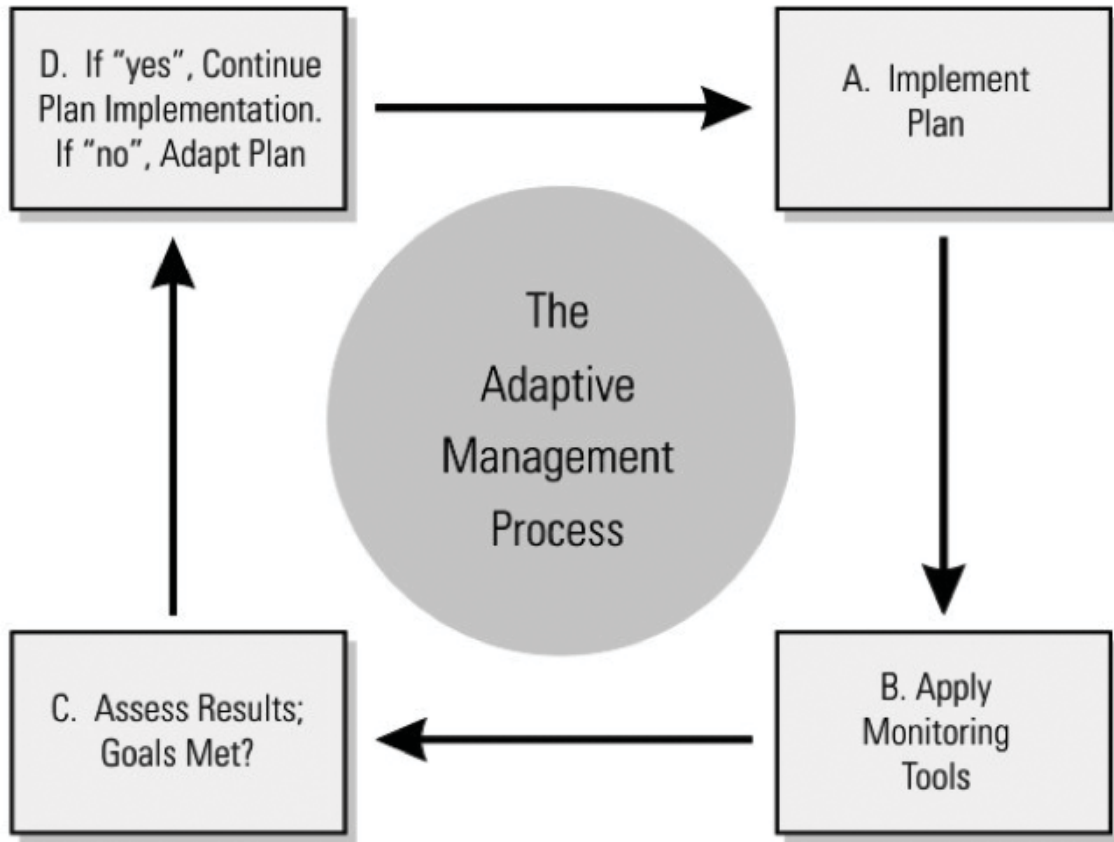 D. If "yes", Continue
Plan Implementation.
If "no", Adapt Plan
A. Implement
Plan
The
Adaptive
Management
Process
C. Assess Results;
Goals Met?
B. Apply
Monitoring
Tools